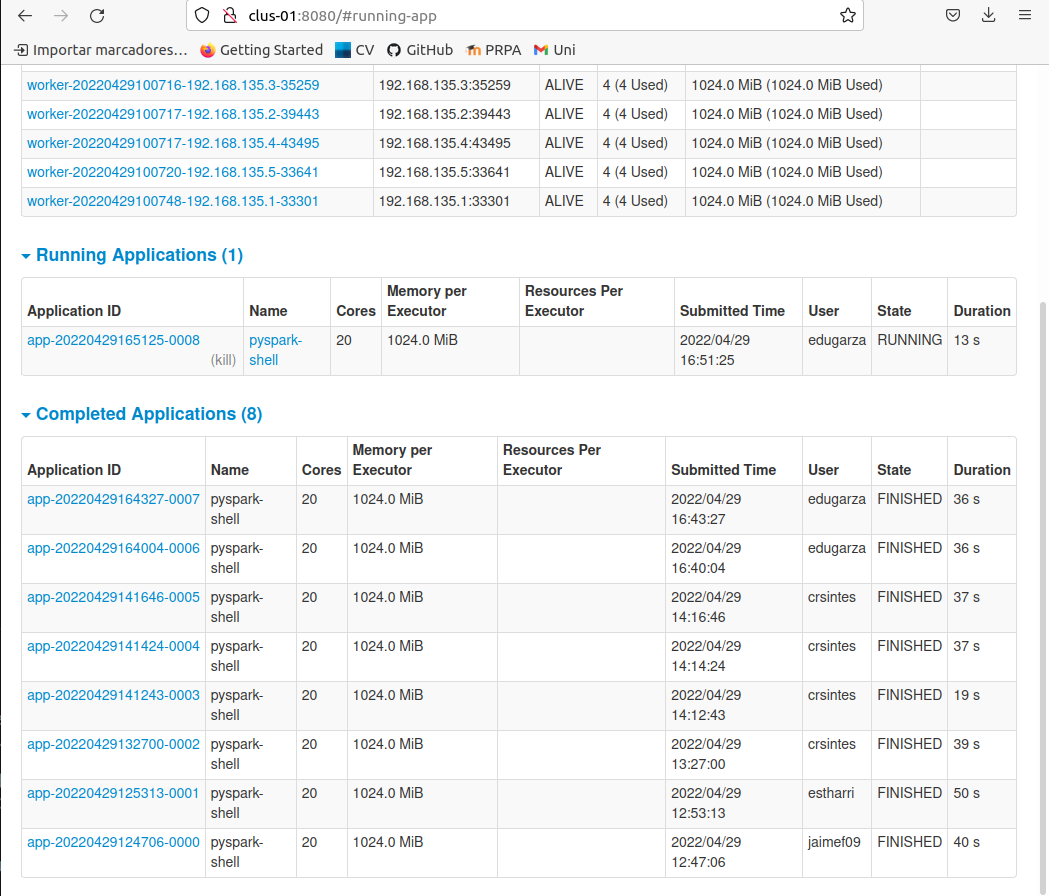 clus-01:8080/#running-app
Importar marcadores… Getting Started CV GitHub PRPA Uni
worker-20220429100716-192.168.135.3-35259 192.168.135.3:35259 ALIVE 4 (4 Used) 1024.0 MiB (1024.0 MiB Used)
worker-20220429100717-192.168.135.2-39443 192.168.135.2:39443 ALIVE 4 (4 Used) 1024.0 MiB (1024.0 MiB Used)
worker-20220429100717-192.168.135.4-43495 192.168.135.4:43495 ALIVE 4 (4 Used) 1024.0 MiB (1024.0 MiB Used)
worker-20220429100720-192.168.135.5-33641 192.168.135.5:33641 ALIVE 4 (4 Used) 1024.0 MiB (1024.0 MiB Used)
worker-20220429100748-192.168.135.1-33301 192.168.135.1:33301 ALIVE 4 (4 Used) 1024.0 MiB (1024.0 MiB Used)
Running Applications (1)
Memory per Resources Per
Application ID Name Cores Executor Executor Submitted Time User State Duration
app-20220429165125-0008 pyspark- 20 1024.0 MiB 2022/04/29 edugarza RUNNING 13 s
(kill) shell 16:51:25
Completed Applications (8)
Memory per Resources Per
Application ID Name Cores Executor Executor Submitted Time User State Duration
app-20220429164327-0007 pyspark- 20 1024.0 MiB 2022/04/29 edugarza FINISHED 36 s
shell 16:43:27
app-20220429164004-0006 pyspark- 20 1024.0 MiB 2022/04/29 edugarza FINISHED 36 s
shell 16:40:04
app-20220429141646-0005 pyspark- 20 1024.0 MiB 2022/04/29 crsintes FINISHED 37 s
shell 14:16:46
app-20220429141424-0004 pyspark- 20 1024.0 MiB 2022/04/29 crsintes FINISHED 37 s
shell 14:14:24
app-20220429141243-0003 pyspark- 20 1024.0 MiB 2022/04/29 crsintes FINISHED 19 s
shell 14:12:43
app-20220429132700-0002 pyspark- 20 1024.0 MiB 2022/04/29 crsintes FINISHED 39 s
shell 13:27:00
app-20220429125313-0001 pyspark- 20 1024.0 MiB 2022/04/29 estharri FINISHED 50 s
shell 12:53:13
app-20220429124706-0000 pyspark- 20 1024.0 MiB 2022/04/29 jaimef09 FINISHED 40 s
shell 12:47:06